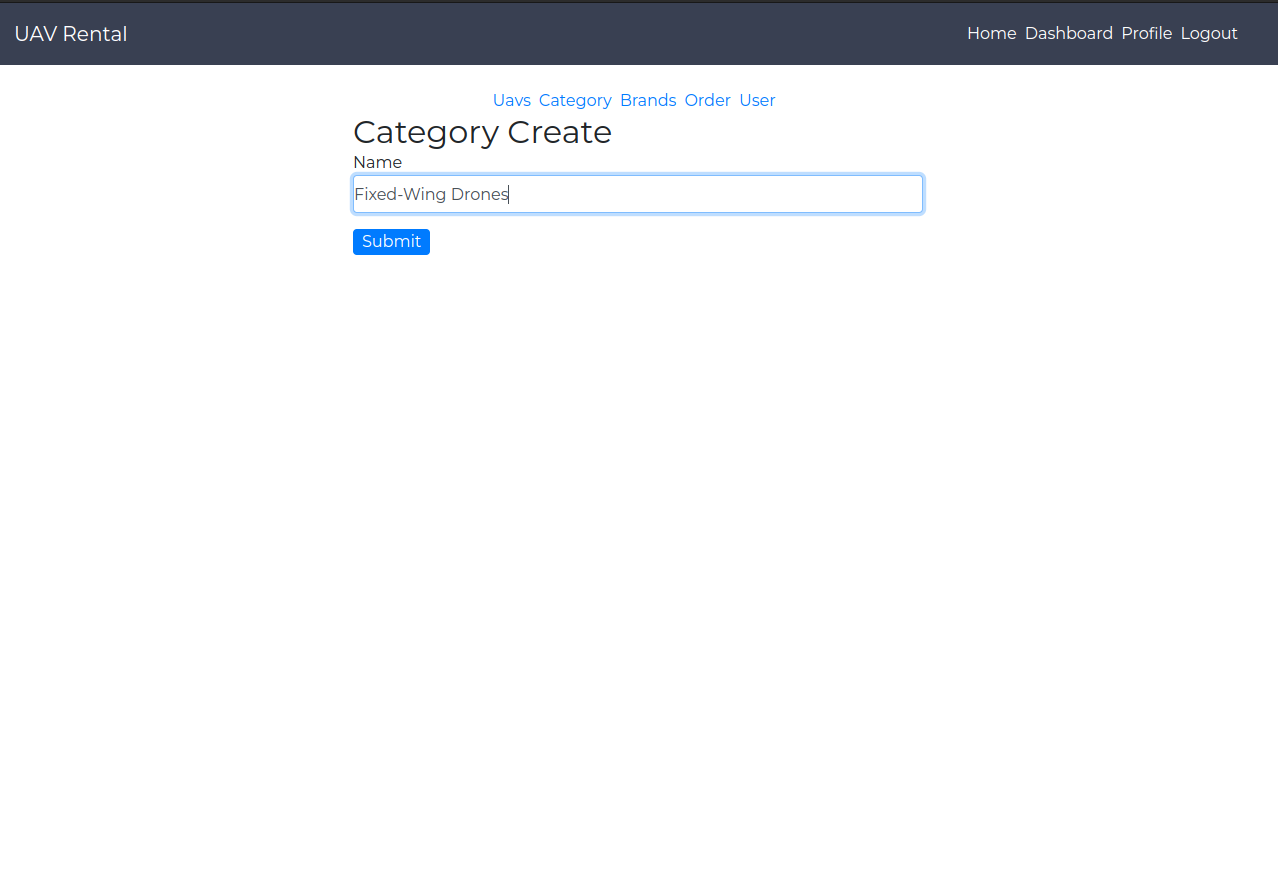 UAV Rental Home Dashboard Profile Logout
Uavs Category Brands Order User
Category Create
Name
Fixed-Wing Drones
Submit